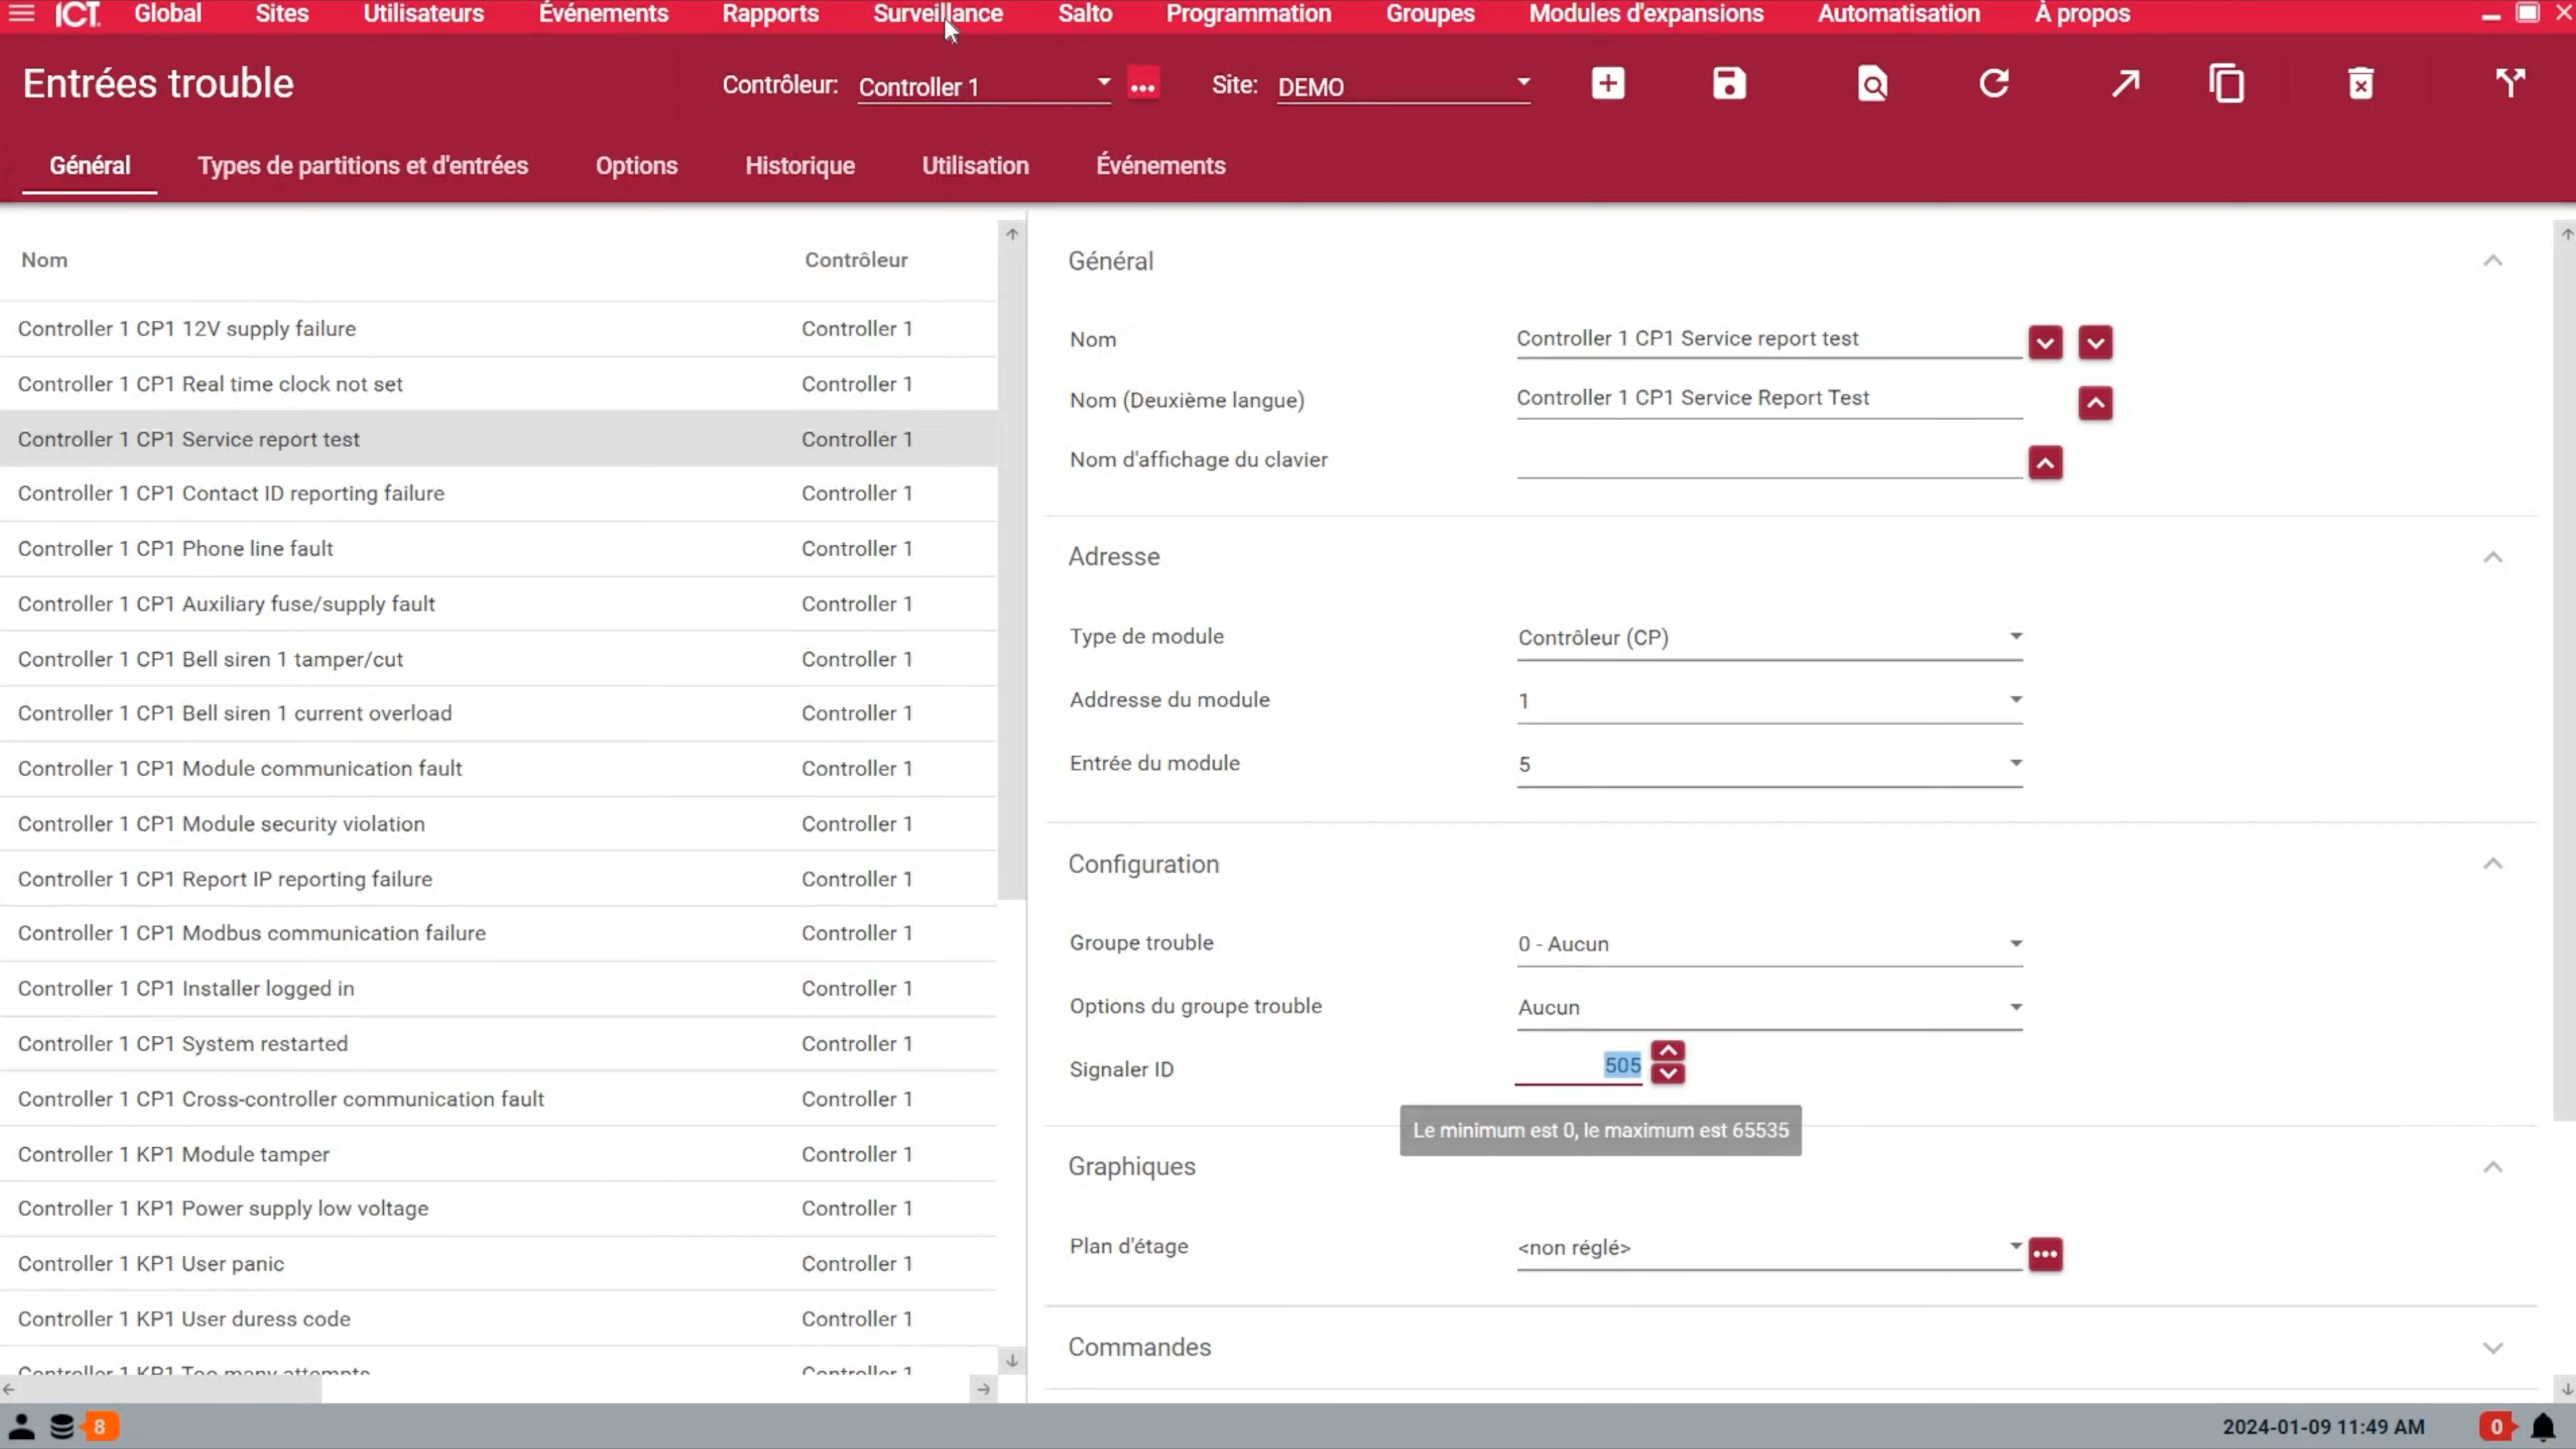 ICT Global Sites Utilisateurs Événements Rapports Surveillance Salto Programmation Groupes Modules d'expansions Automatisation À propos
Entrées trouble Contrôleur: Controller 1 ... Site: DEMO
Général Types de partitions et d'entrées Options Historique Utilisation Événements
Nom Contrôleur
Controller 1 CP1 12V supply failure Controller 1
Controller 1 CP1 Real time clock not set Controller 1
Controller 1 CP1 Service report test Controller 1
Controller 1 CP1 Contact ID reporting failure Controller 1
Controller 1 CP1 Phone line fault Controller 1
Controller 1 CP1 Auxiliary fuse/supply fault Controller 1
Controller 1 CP1 Bell siren 1 tamper/cut Controller 1
Controller 1 CP1 Bell siren 1 current overload Controller 1
Controller 1 CP1 Module communication fault Controller 1
Controller 1 CP1 Module security violation Controller 1
Controller 1 CP1 Report IP reporting failure Controller 1
Controller 1 CP1 Modbus communication failure Controller 1
Controller 1 CP1 Installer logged in Controller 1
Controller 1 CP1 System restarted Controller 1
Controller 1 CP1 Cross-controller communication fault Controller 1
Controller 1 KP1 Module tamper Controller 1
Controller 1 KP1 Power supply low voltage Controller 1
Controller 1 KP1 User panic Controller 1
Controller 1 KP1 User duress code Controller 1
Controller 1 KP1 Too many attempts Controller 1
Général
Nom Controller 1 CP1 Service report test
Nom (Deuxième langue) Controller 1 CP1 Service Report Test
Nom d'affichage du clavier
Adresse
Type de module Contrôleur (CP)
Addresse du module 1
Entrée du module 5
Configuration
Groupe trouble 0 - Aucun
Options du groupe trouble Aucun
Signaler ID 505
Le minimum est 0, le maximum est 65535
Graphiques
Plan d'étage <non réglé> ...
Commandes
8 2024-01-09 11:49 AM 0